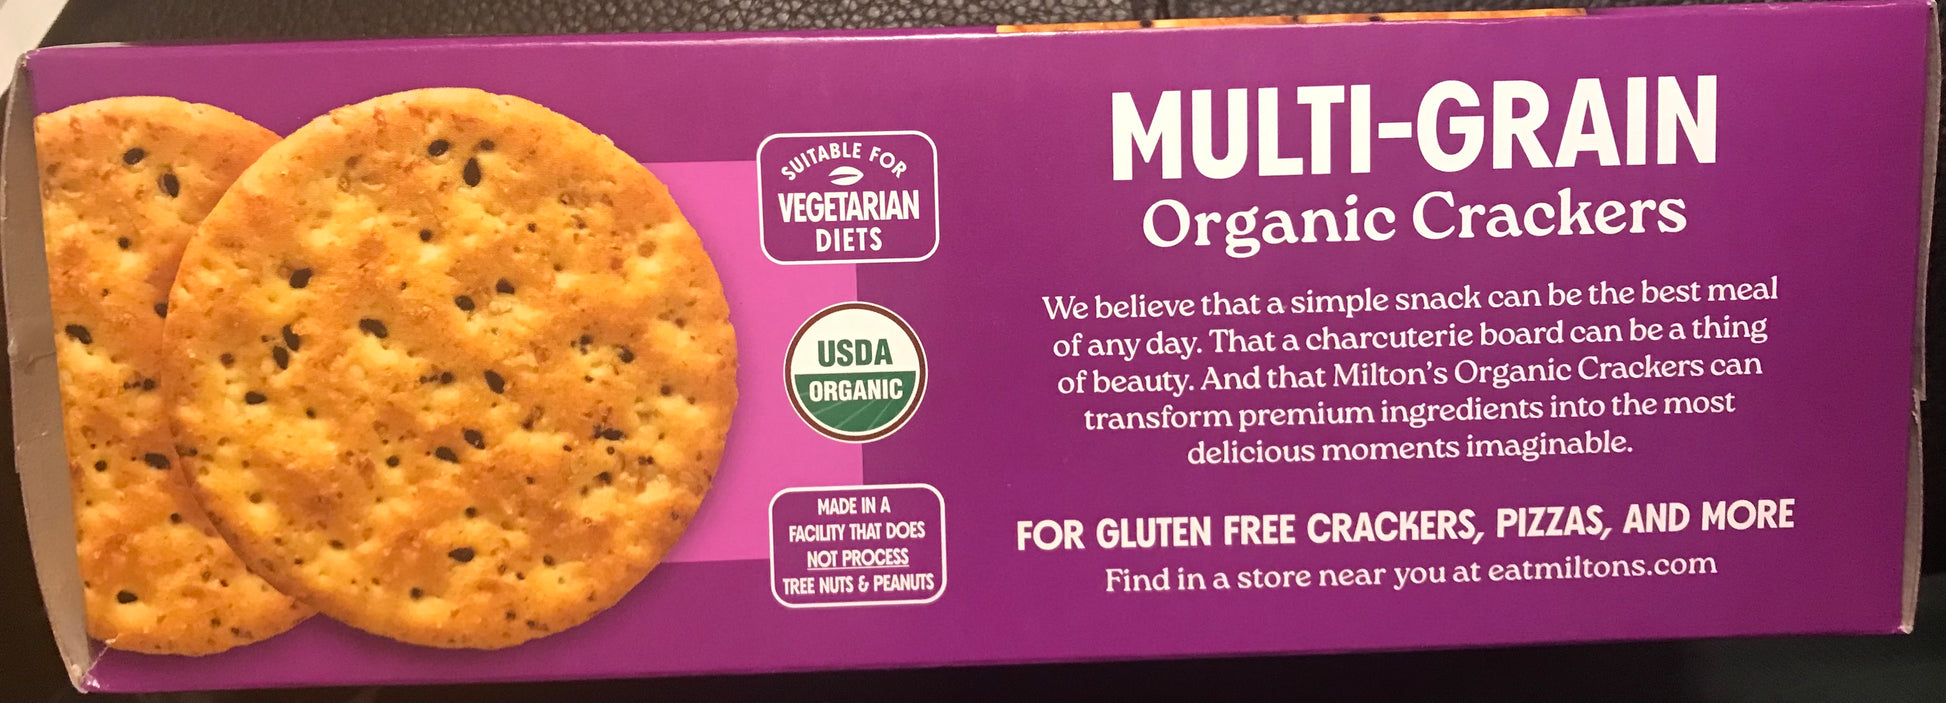 SUITABLE FOR
VEGETARIAN
DIETS
USDA
ORGANIC
MADE IN A
FACILITY THAT DOES
NOT PROCESS
TREE NUTS & PEANUTS
MULTI-GRAIN
Organic Crackers
We believe that a simple snack can be the best meal
of any day. That a charcuterie board can be a thing
of beauty. And that Milton's Organic Crackers can
transform premium ingredients into the most
delicious moments imaginable.
FOR GLUTEN FREE CRACKERS, PIZZAS, AND MORE
Find in a store near you at eatmiltons.com